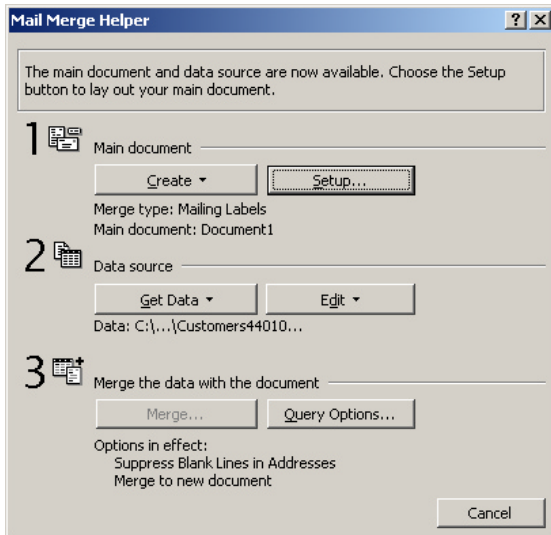 Mail Merge Helper
The main document and data source are now available. Choose the Setup
button to lay out your main document.
1
Main document
Create
Setup...
Merge type: Mailing Labels
Main document: Document1
2
Data source
Get Data
Edit
Data: C:\...\Customers44010...
3
Merge the data with the document
Merge...
Query Options...
Options in effect:
Suppress Blank Lines in Addresses
Merge to new document
Cancel